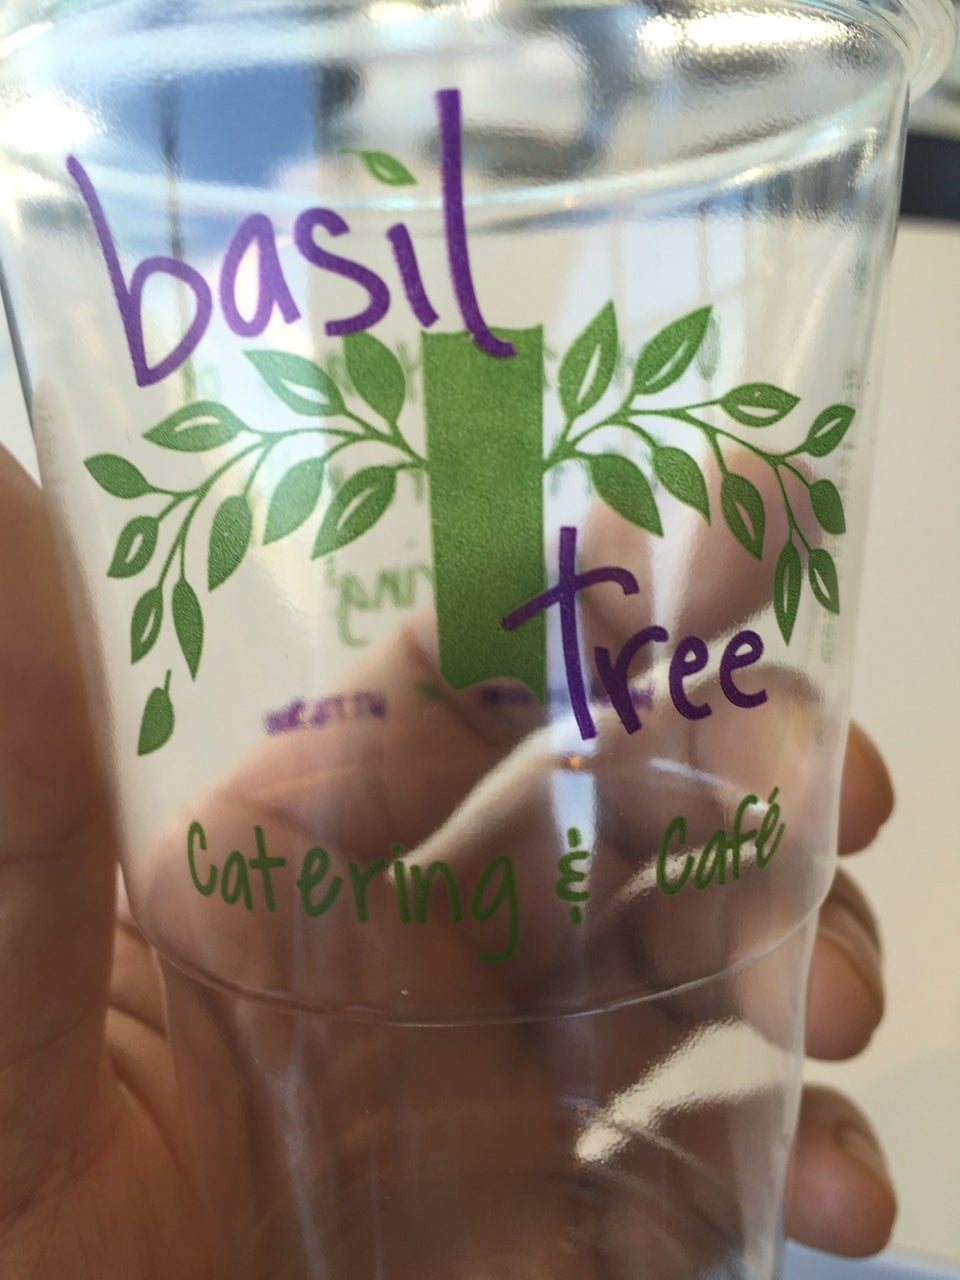 basil
tree
Catering & Café